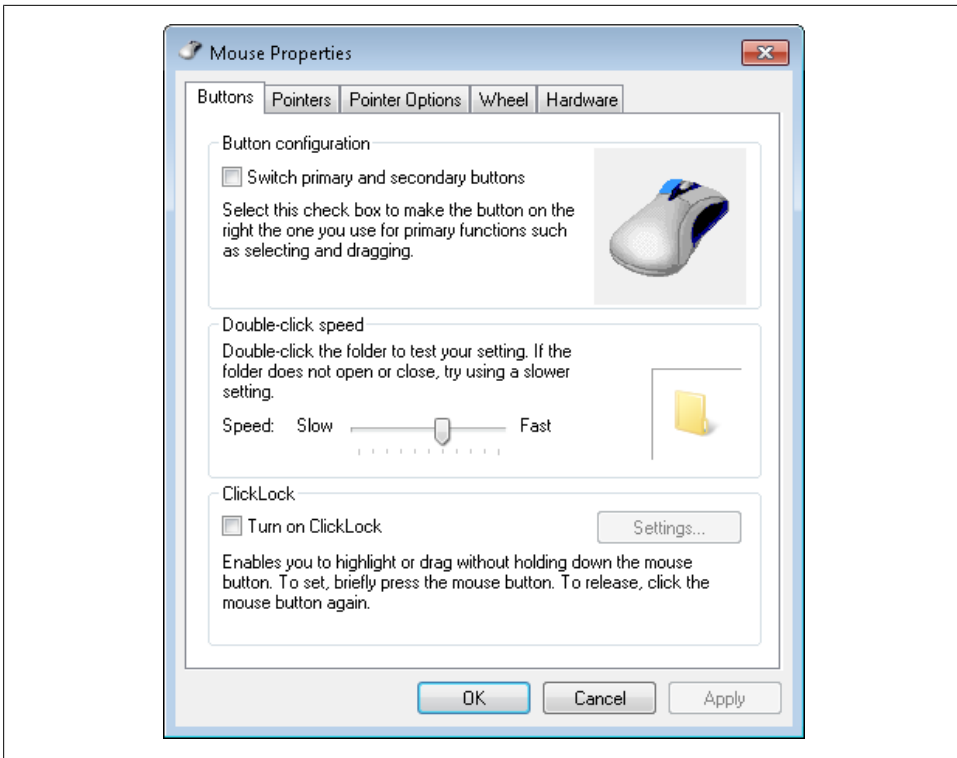 Mouse Properties
Buttons Pointers Pointer Options Wheel Hardware
Button configuration
Switch primary and secondary buttons
Select this check box to make the button on the
right the one you use for primary functions such
as selecting and dragging.
Double-click speed
Double-click the folder to test your setting. If the
folder does not open or close, try using a slower
setting.
Speed: Slow Fast
ClickLock
Turn on ClickLock Settings...
Enables you to highlight or drag without holding down the mouse
button. To set, briefly press the mouse button. To release, click the
mouse button again.
OK Cancel Apply